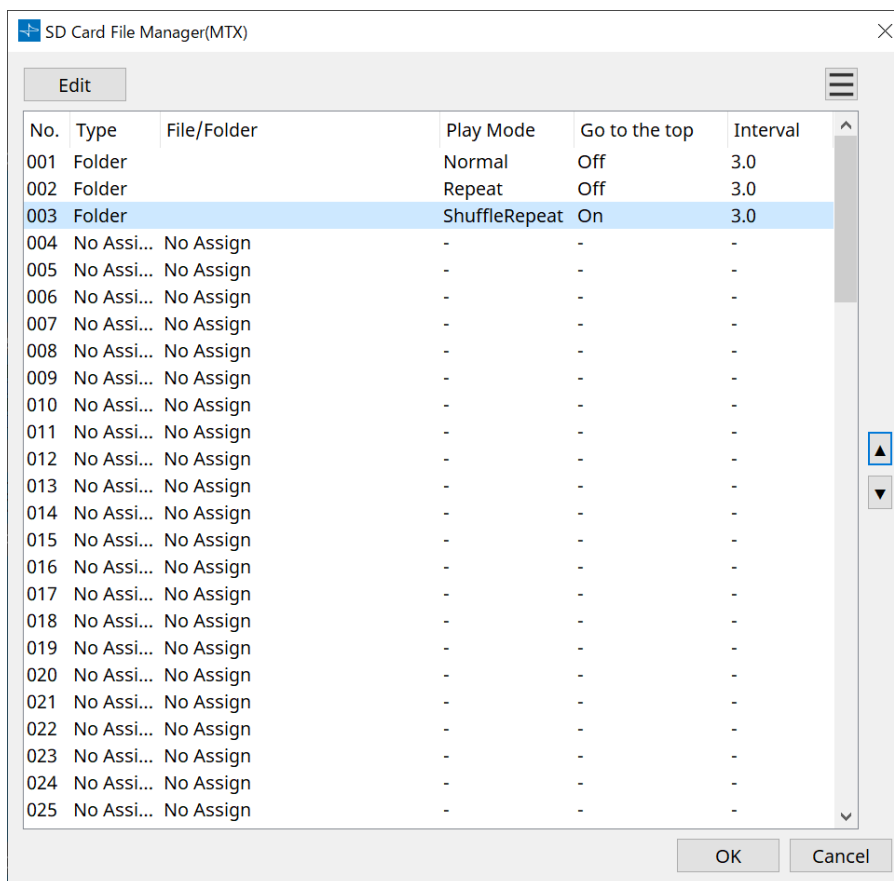 SD Card File Manager(MTX)
Edit
No. Type File/Folder Play Mode Go to the top Interval
001 Folder Normal Off 3.0
002 Folder Repeat Off 3.0
003 Folder ShuffleRepeat On 3.0
004 No Assi... No Assign - - -
005 No Assi... No Assign - - -
006 No Assi... No Assign - - -
007 No Assi... No Assign - - -
008 No Assi... No Assign - - -
009 No Assi... No Assign - - -
010 No Assi... No Assign - - -
011 No Assi... No Assign - - -
012 No Assi... No Assign - - -
013 No Assi... No Assign - - -
014 No Assi... No Assign - - -
015 No Assi... No Assign - - -
016 No Assi... No Assign - - -
017 No Assi... No Assign - - -
018 No Assi... No Assign - - -
019 No Assi... No Assign - - -
020 No Assi... No Assign - - -
021 No Assi... No Assign - - -
022 No Assi... No Assign - - -
023 No Assi... No Assign - - -
024 No Assi... No Assign - - -
025 No Assi... No Assign - - -
OK Cancel